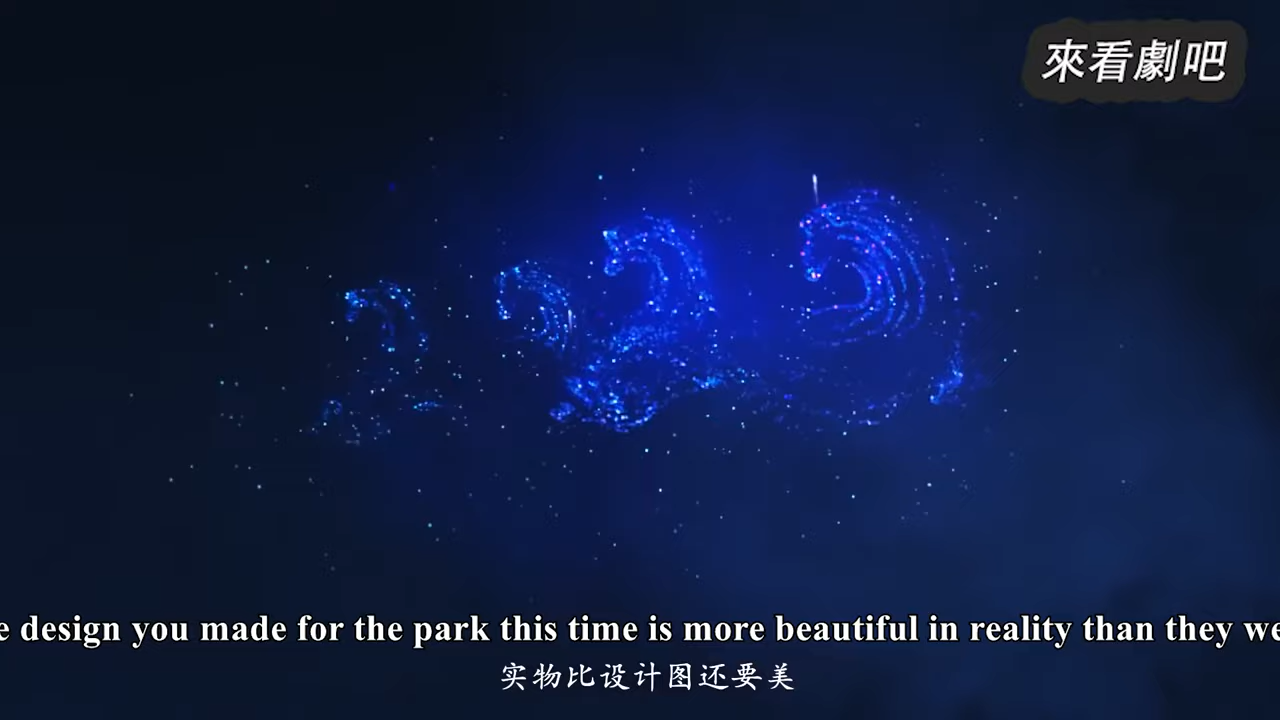 來看劇吧
design you made for the park this time is more beautiful in reality than they
实物比设计图还要美